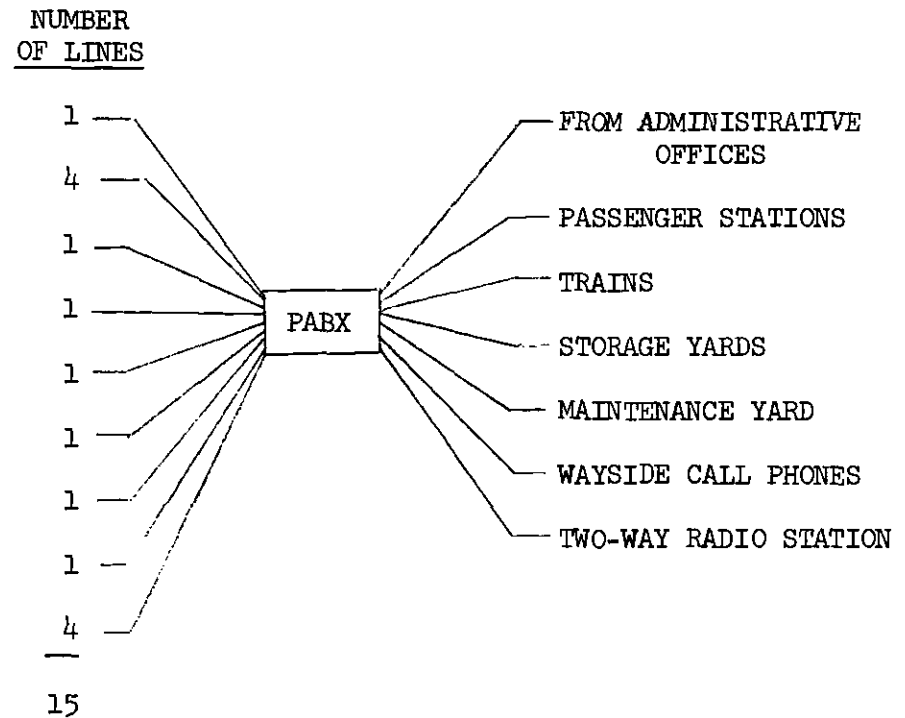 NUMBER
OF LINES
1
4
1
1
1
1
1
1
4
15
PABX
FROM ADMINISTRATIVE
OFFICES
PASSENGER STATIONS
TRAINS
STORAGE YARDS
MAINTENANCE YARD
WAYSIDE CALL PHONES
TWO-WAY RADIO STATION